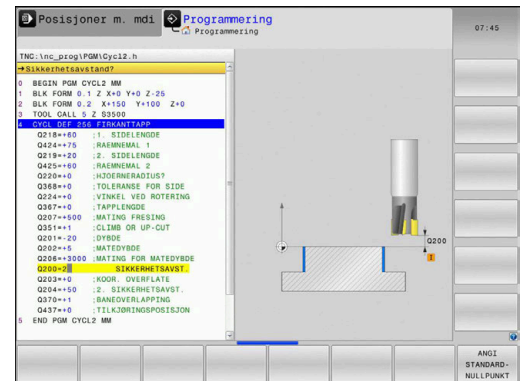 Posisjoner m. mdi
Programmering
Programmering
07:45
TNC:\nc_prog\PGM\Cycl2.h
→Sikkerhetsavstand?
0 BEGIN PGM CYCL2 MM
1 BLK FORM 0.1 Z X+0 Y+0 Z-25
2 BLK FORM 0.2 X+150 Y+100 Z+0
3 TOOL CALL 5 Z S3500
4 CYCL DEF 256 FIRKANTTAPP
Q218=+60 ;1. SIDELENGDE
Q424=+75 ;RAEMNEMAL 1
Q219=+20 ;2. SIDELENGDE
Q425=+60 ;RAEMNEMAL 2
Q220=+0 ;HJOERNERADIUS?
Q368=+0 ;TOLERANSE FOR SIDE
Q224=+0 ;VINKEL VED ROTERING
Q367=+0 ;TAPPLENGDE
Q207=+500 ;MATING FRESING
Q351=+1 ;CLIMB OR UP-CUT
Q201=-20 ;DYBDE
Q202=+5 ;MATEDYBDE
Q206=+3000 ;MATING FOR MATEDYBDE
Q200=2 SIKKERHETSAVST.
Q203=+0 ;KOOR. OVERFLATE
Q204=+50 ;2. SIKKERHETSAVST.
Q370=+1 ;BANEOVERLAPPING
Q437=+0 ;TILKJØRINGSPOSISJON
5 END PGM CYCL2 MM
Q200
I
ANGI
STANDARD-
NULLPUNKT